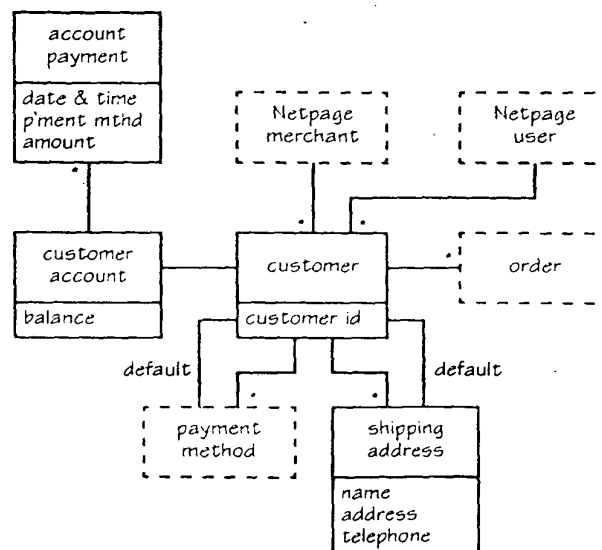 account
payment
date & time
p'ment mthd
amount
*
Netpage
merchant
Netpage
user
*
*
customer
account
balance
customer
customer id
*
order
default
default
*
*
payment
method
shipping
address
name
address
telephone